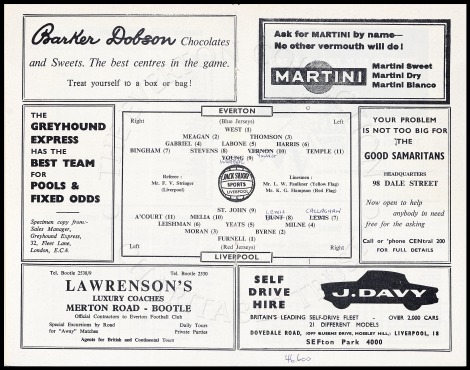 Barker Dobson Chocolates
and Sweets. The best centres in the game.
Treat yourself to a box or bag!
Ask for MARTINI by name—
No other vermouth will do!
MARTINI
Martini Sweet
Martini Dry
Martini Bianco
THE
GREYHOUND
EXPRESS
HAS THE
BEST TEAM
FOR
POOLS &
FIXED ODDS
Specimen copy from:-
Sales Manager,
Greyhound Express,
32, Fleet Lane,
London, E.C.4.
EVERTON
Right (Blue Jerseys) Left
WEST (1)
MEAGAN (2) THOMSON (3)
GABRIEL (4) LABONE (5) HARRIS (6)
BINGHAM (7) STEVENS (8) VERNON (10) TEMPLE (11)
YOUNG (9)
Referee :
Mr. F. V. Stringer
(Liverpool)
JACK SHARP
SPORTS
LIVERPOOL
Linesmen :
Mr. L. W. Faulkner (Yellow Flag)
Mr. K. G. Hampson (Red Flag)
ST. JOHN (9) LEWIS CALLAGHAN
A'COURT (11) MELIA (10) HUNT (8) LEWIS (7)
LEISHMAN (6) YEATS (5) MILNE (4)
MORAN (3) BYRNE (2)
FURNELL (1)
Left (Red Jerseys) Right
LIVERPOOL
YOUR PROBLEM
IS NOT TOO BIG FOR
THE
GOOD SAMARITANS
HEADQUARTERS
98 DALE STREET
Now open to help
anybody in need
free for the asking
Call or 'phone CENtral 200
FOR FULL DETAILS
Tel. Bootle 2538/9 Tel. Bootle 2530
LAWRENSON'S
LUXURY COACHES
MERTON ROAD - BOOTLE
Official Contractors to Everton Football Club
Special Excursions by Road Daily Tours
for "Away" Matches Private Parties
Agents for British and Continental Tours
SELF
DRIVE
HIRE
J. DAVY
BRITAIN'S LEADING SELF-DRIVE FLEET - OVER 2,000 CARS
21 DIFFERENT MODELS
DOVEDALE ROAD, (OFF QUEENS DRIVE, MOSSLEY HILL) LIVERPOOL, 18
SEFton Park 4000